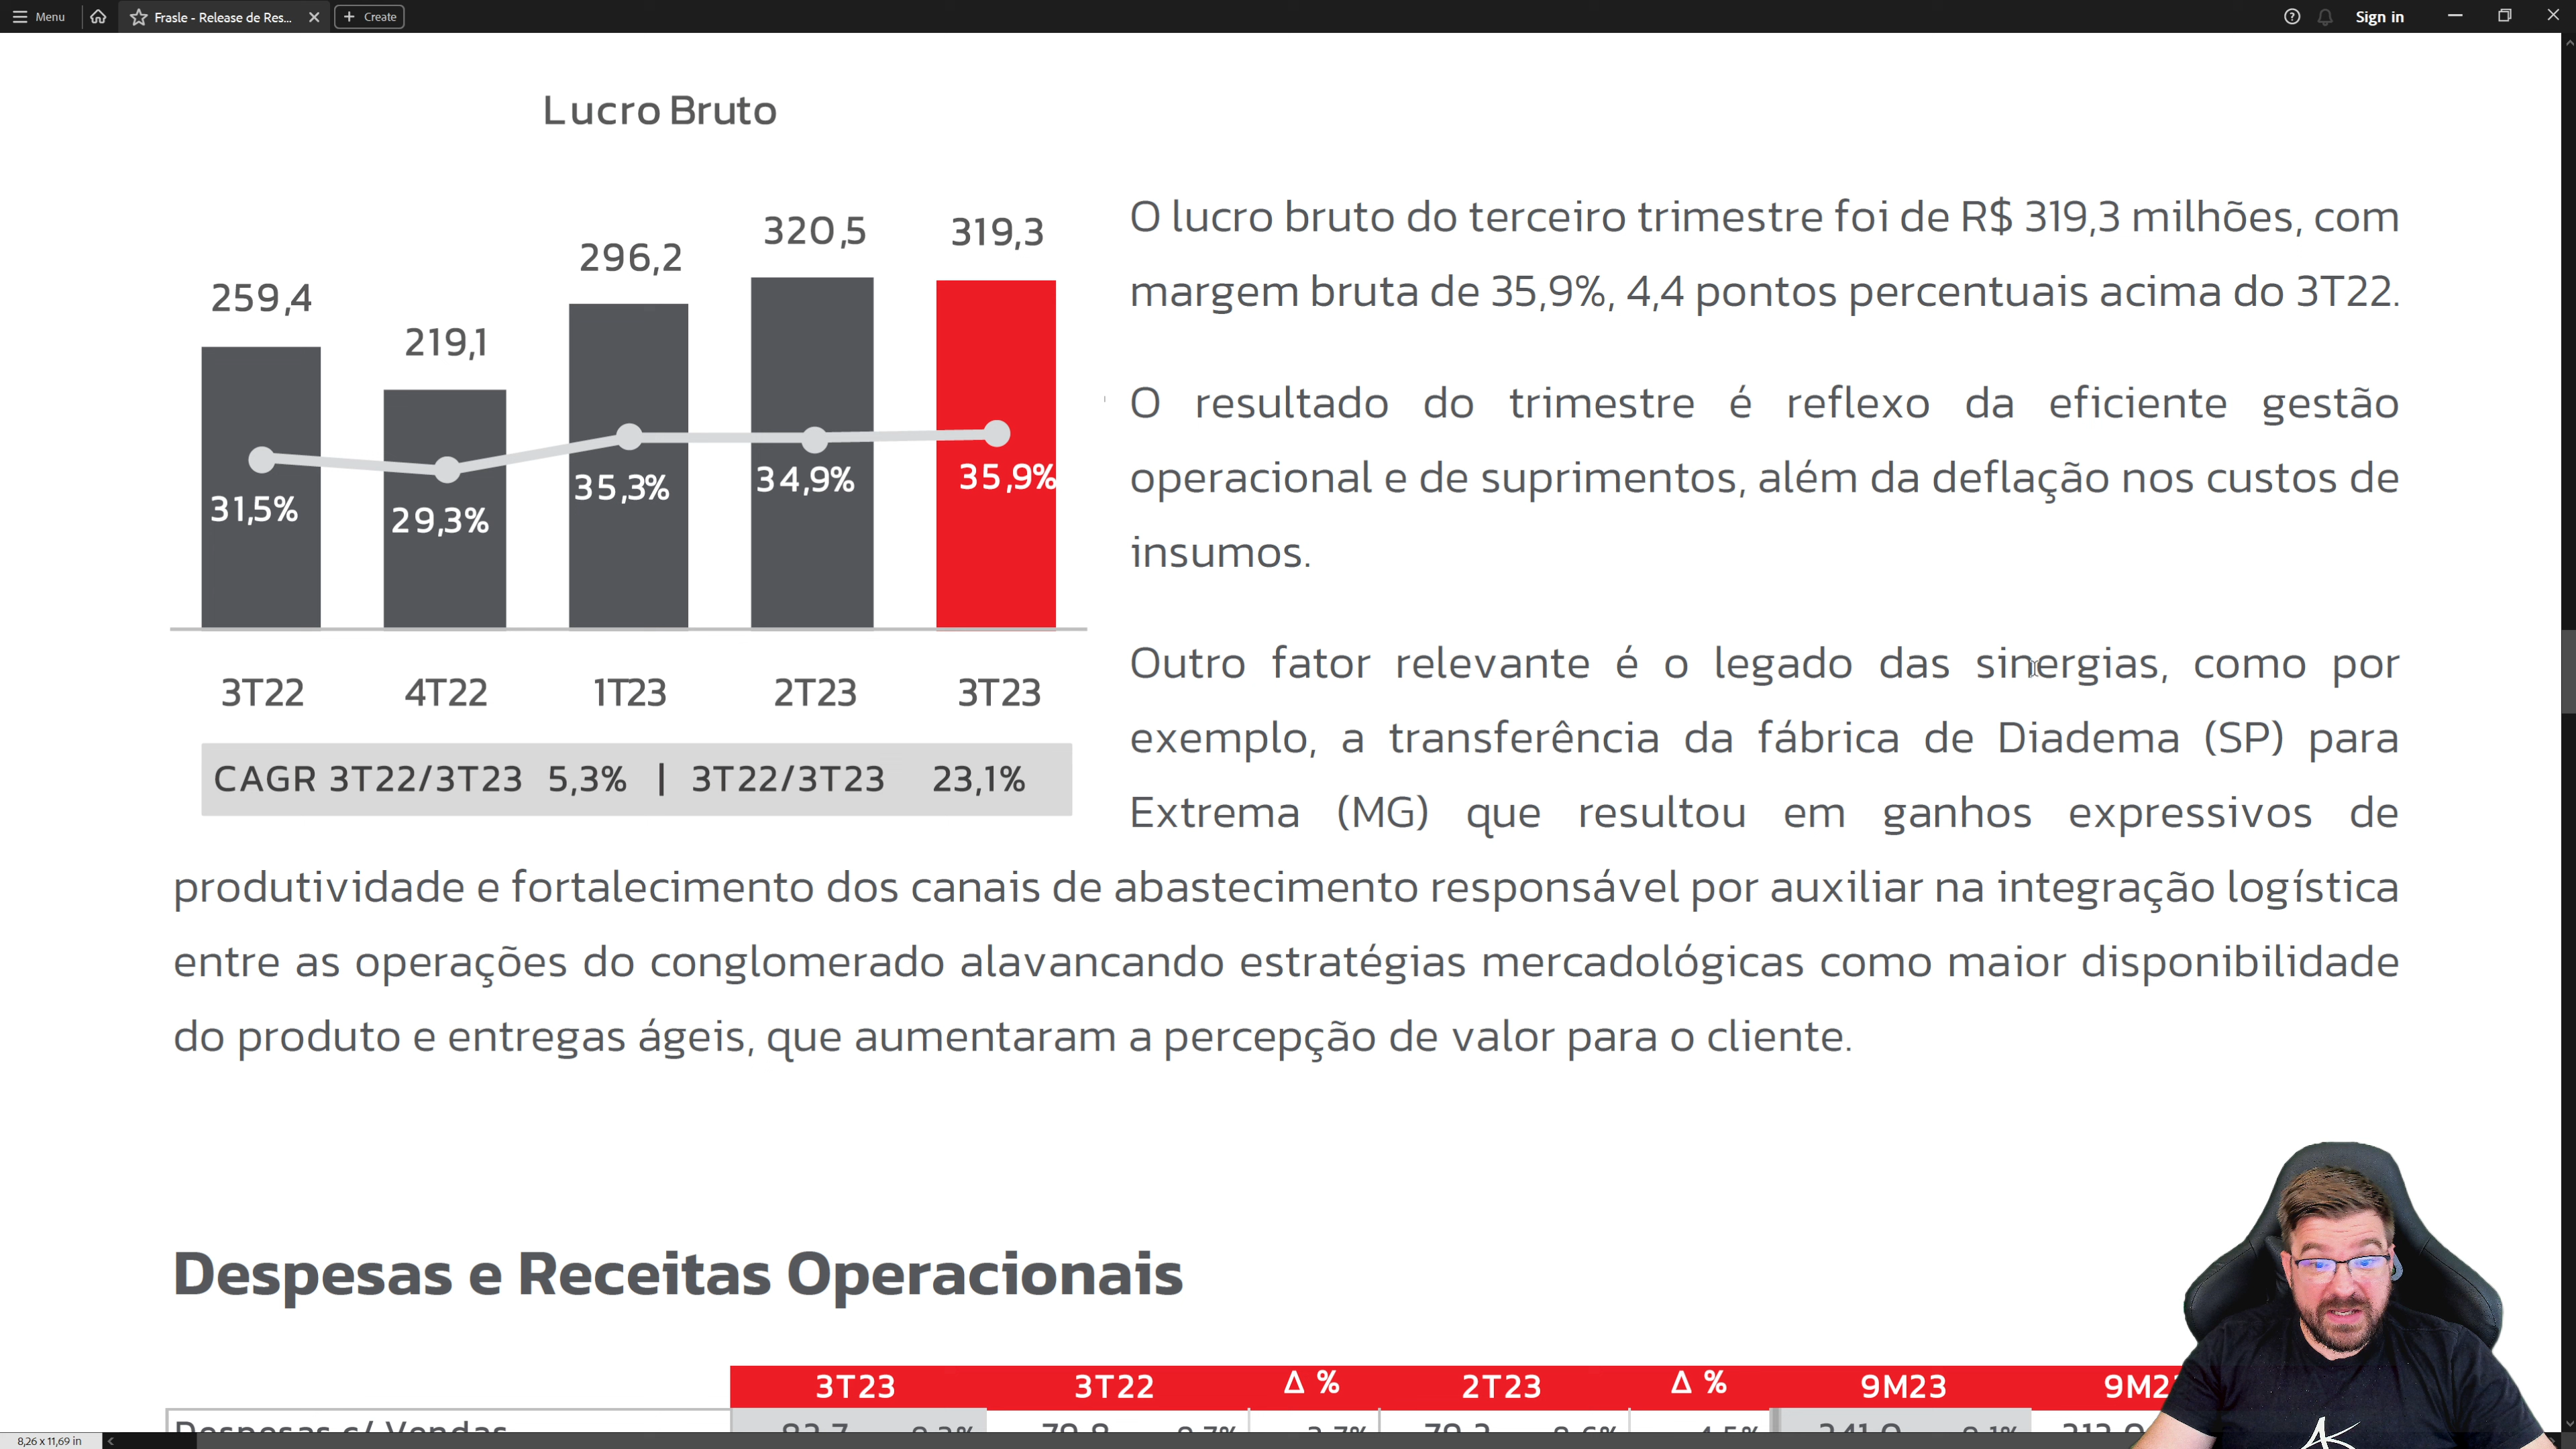 Menu
Frasle - Release de Res...
Create
Sign in
Lucro Bruto
259,4
219,1
296,2
320,5
319,3
31,5%
29,3%
35,3%
34,9%
35,9%
3T22
4T22
1T23
2T23
3T23
CAGR 3T22/3T23 5,3% | 3T22/3T23 23,1%
O lucro bruto do terceiro trimestre foi de R$ 319,3 milhões, com
margem bruta de 35,9%, 4,4 pontos percentuais acima do 3T22.
O resultado do trimestre é reflexo da eficiente gestão
operacional e de suprimentos, além da deflação nos custos de
insumos.
Outro fator relevante é o legado das sinergias, como por
exemplo, a transferência da fábrica de Diadema (SP) para
Extrema (MG) que resultou em ganhos expressivos de
produtividade e fortalecimento dos canais de abastecimento responsável por auxiliar na integração logística
entre as operações do conglomerado alavancando estratégias mercadológicas como maior disponibilidade
do produto e entregas ágeis, que aumentaram a percepção de valor para o cliente.
Despesas e Receitas Operacionais
3T23 3T22 Δ % 2T23 Δ % 9M23
Despesas c/ Vendas
8,26 x 11,69 in